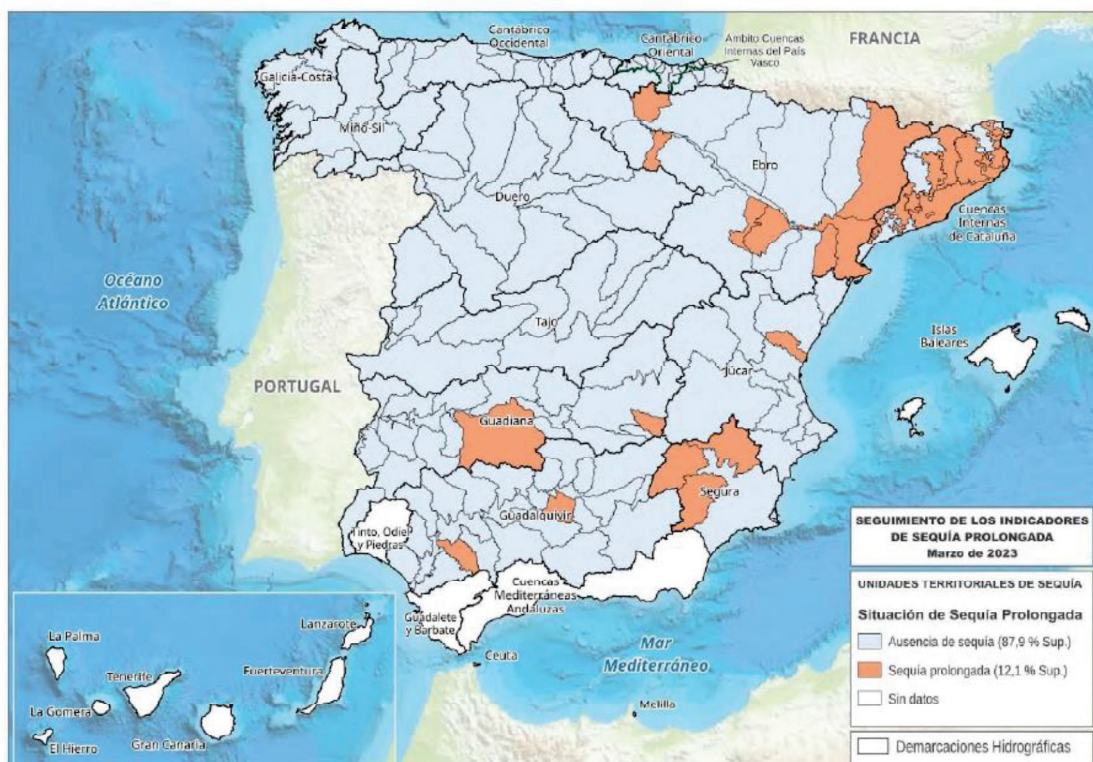 Cantábrico
Occidental
Cantábrico
Oriental
Ambito Cuencas
Internas del País
Vasco
FRANCIA
Galicia-Costa
Miño-Sil
Ebro
Duero
Cuencas
Internas
de Cataluña
Océano
Atlántico
Tajo
Islas
Baleares
Júcar
PORTUGAL
Guadiana
Segura
Guadalquivir
Tinto, Odiel
y Piedras
Cuencas
Mediterráneas
Andaluzas
Guadalete
y Barbate
Ceuta
Mar
Mediterráneo
Melilla
La Palma
Lanzarote
Tenerife
Fuerteventura
La Gomera
El Hierro
Gran Canaria
SEGUIMIENTO DE LOS INDICADORES
DE SEQUÍA PROLONGADA
Marzo de 2023
UNIDADES TERRITORIALES DE SEQUÍA
Situación de Sequía Prolongada
Ausencia de sequía (87,9 % Sup.)
Sequía prolongada (12,1 % Sup.)
Sin datos
Demarcaciones Hidrográficas